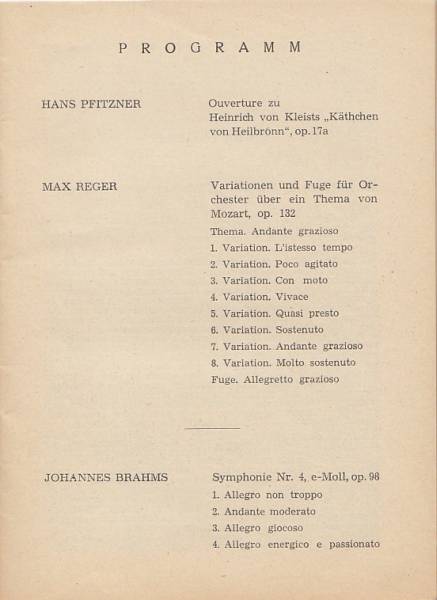 PROGRAMM
HANS PFITZNER
Ouverture zu
Heinrich von Kleists „Käthchen
von Heilbronn“, op. 17a
MAX REGER
Variationen und Fuge für Or-
chester über ein Thema von
Mozart, op. 132
Thema. Andante grazioso
1. Variation. L'istesso tempo
2. Variation. Poco agitato
3. Variation. Con moto
4. Variation. Vivace
5. Variation. Quasi presto
6. Variation. Sostenuto
7. Variation. Andante grazioso
8. Variation. Molto sostenuto
Fuge. Allegretto grazioso
JOHANNES BRAHMS
Symphonie Nr. 4, e-Moll, op. 98
1. Allegro non troppo
2. Andante moderato
3. Allegro giocoso
4. Allegro energico e passionato